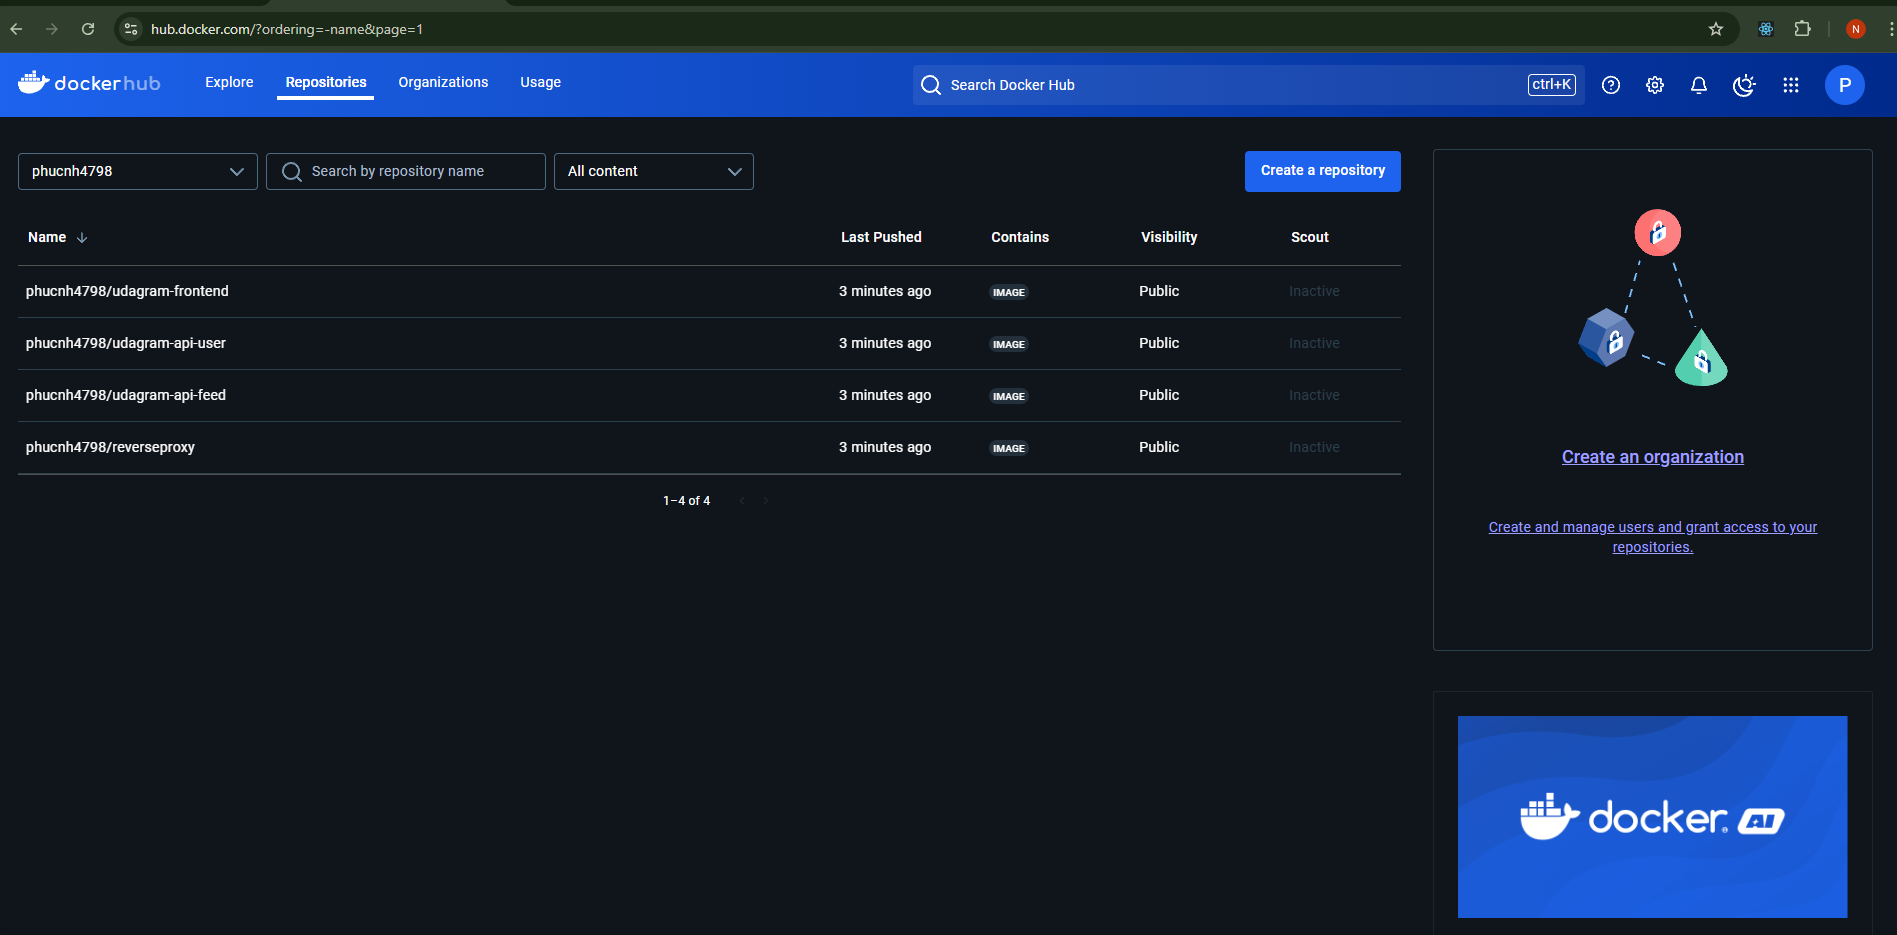 hub.docker.com/?ordering=-name&page=1
N
dockerhub
Explore Repositories Organizations Usage
Search Docker Hub ctrl+K
P
phucnh4798 Search by repository name All content Create a repository
Name Last Pushed Contains Visibility Scout
phucnh4798/udagram-frontend 3 minutes ago IMAGE Public Inactive
phucnh4798/udagram-api-user 3 minutes ago IMAGE Public Inactive
phucnh4798/udagram-api-feed 3 minutes ago IMAGE Public Inactive
phucnh4798/reverseproxy 3 minutes ago IMAGE Public Inactive
1–4 of 4
Create an organization
Create and manage users and grant access to your
repositories.
docker AI